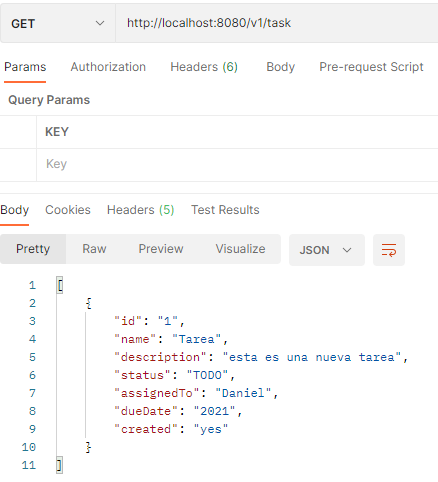 GET http://localhost:8080/v1/task
Params Authorization Headers (6) Body Pre-request Script
Query Params
KEY
Key
Body Cookies Headers (5) Test Results
Pretty Raw Preview Visualize JSON
1 [
2 {
3 "id": "1",
4 "name": "Tarea",
5 "description": "esta es una nueva tarea",
6 "status": "TODO",
7 "assignedTo": "Daniel",
8 "dueDate": "2021",
9 "created": "yes"
10 }
11 ]